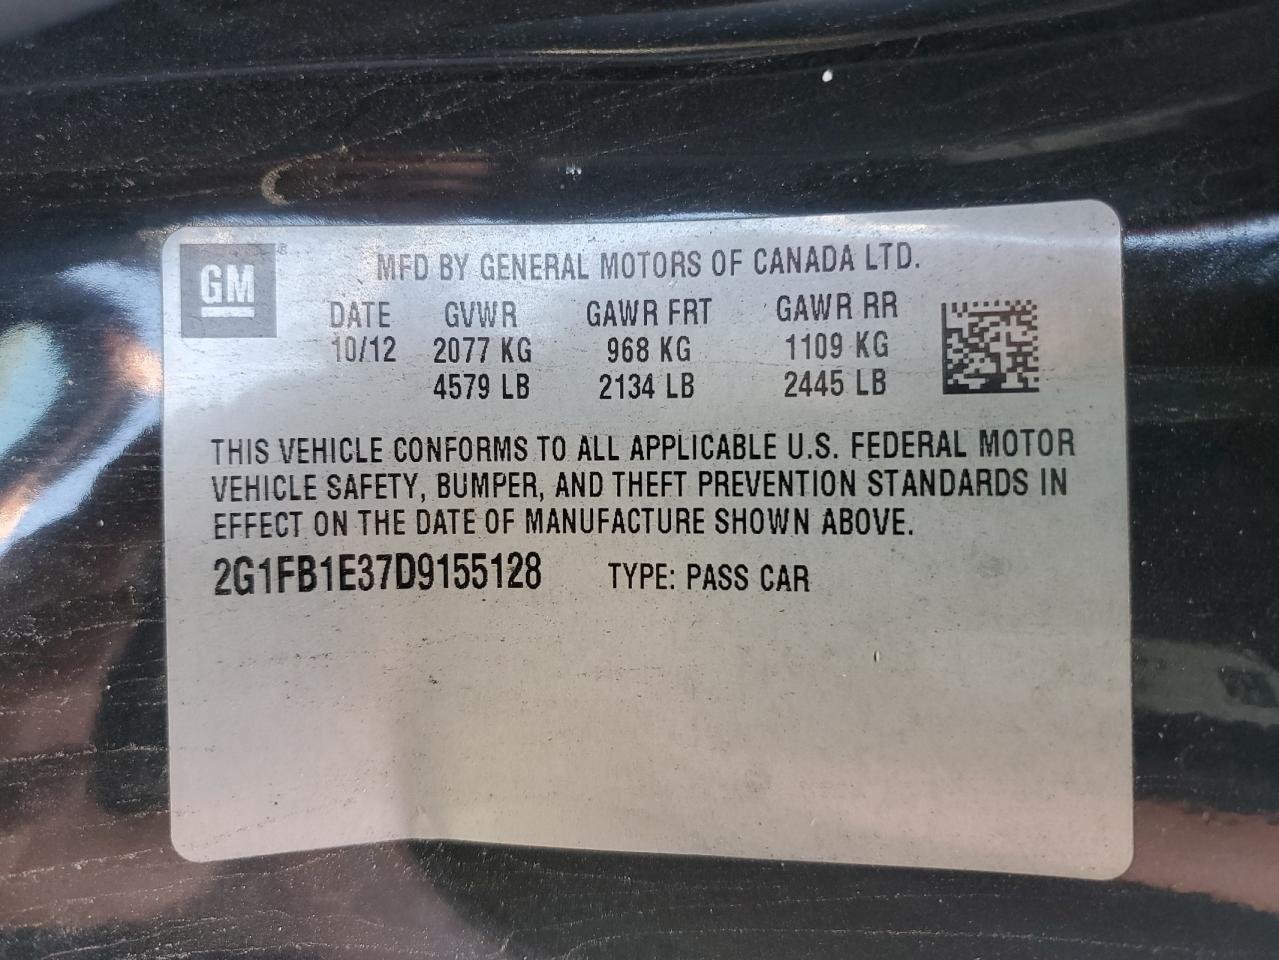 GM
MFD BY GENERAL MOTORS OF CANADA LTD.
DATE GVWR GAWR FRT GAWR RR
10/12 2077 KG 968 KG 1109 KG
4579 LB 2134 LB 2445 LB
THIS VEHICLE CONFORMS TO ALL APPLICABLE U.S. FEDERAL MOTOR
VEHICLE SAFETY, BUMPER, AND THEFT PREVENTION STANDARDS IN
EFFECT ON THE DATE OF MANUFACTURE SHOWN ABOVE.
2G1FB1E37D9155128 TYPE: PASS CAR